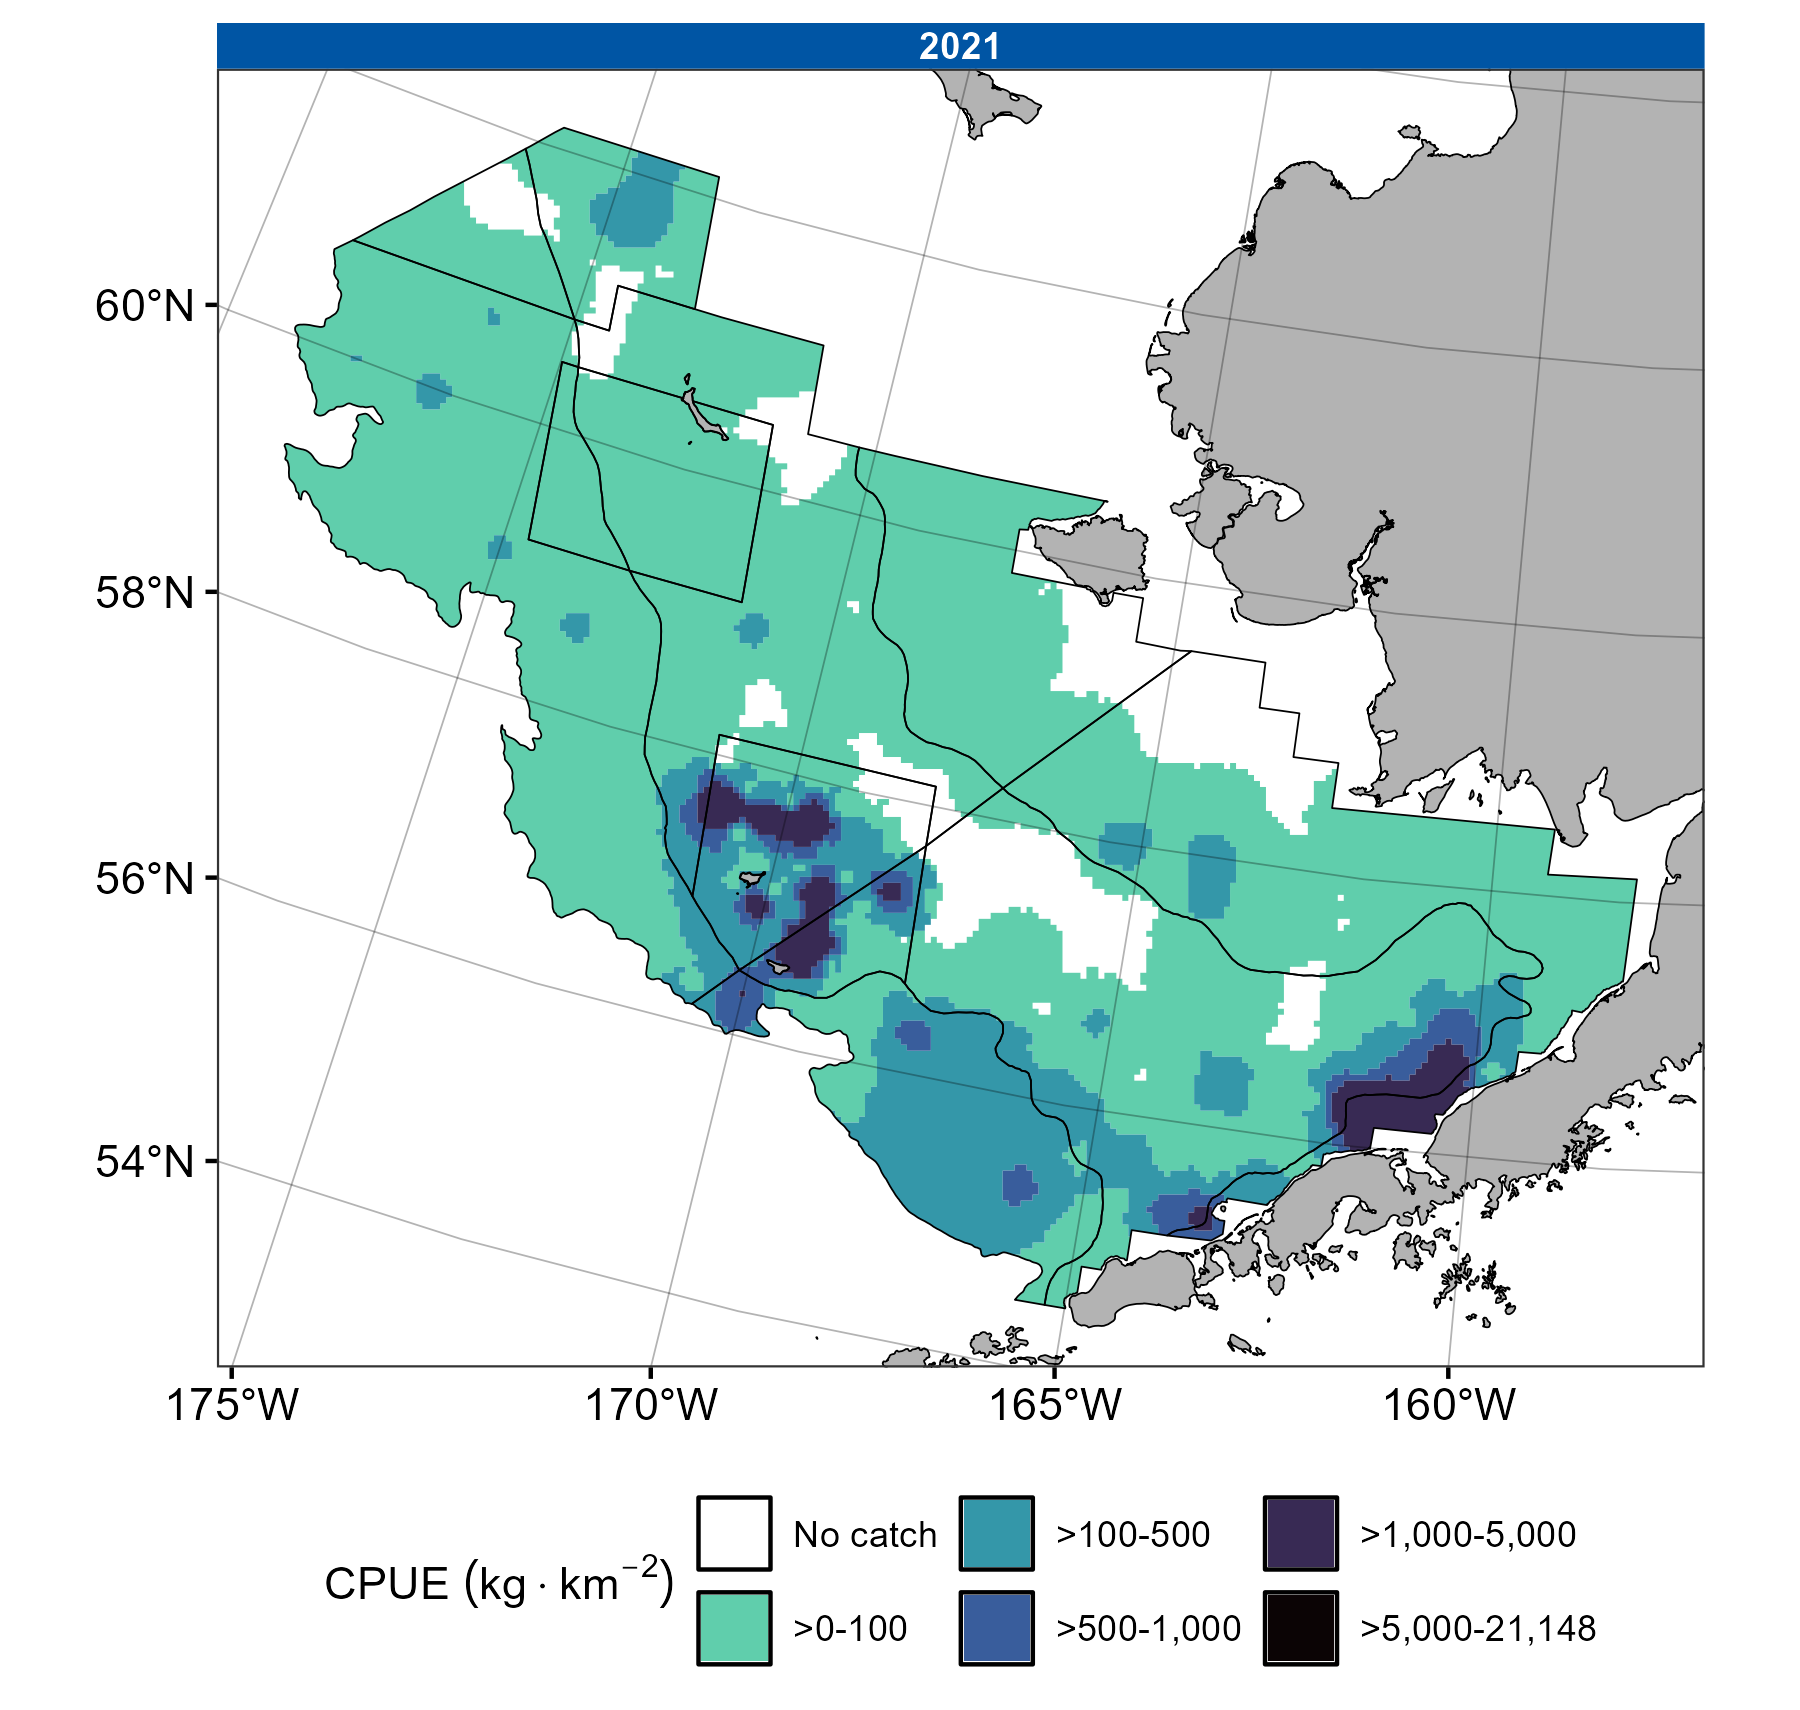 2021
60°N
58°N
56°N
54°N
175°W 170°W 165°W 160°W
CPUE (kg · km⁻²)
No catch >100-500 >1,000-5,000
>0-100 >500-1,000 >5,000-21,148